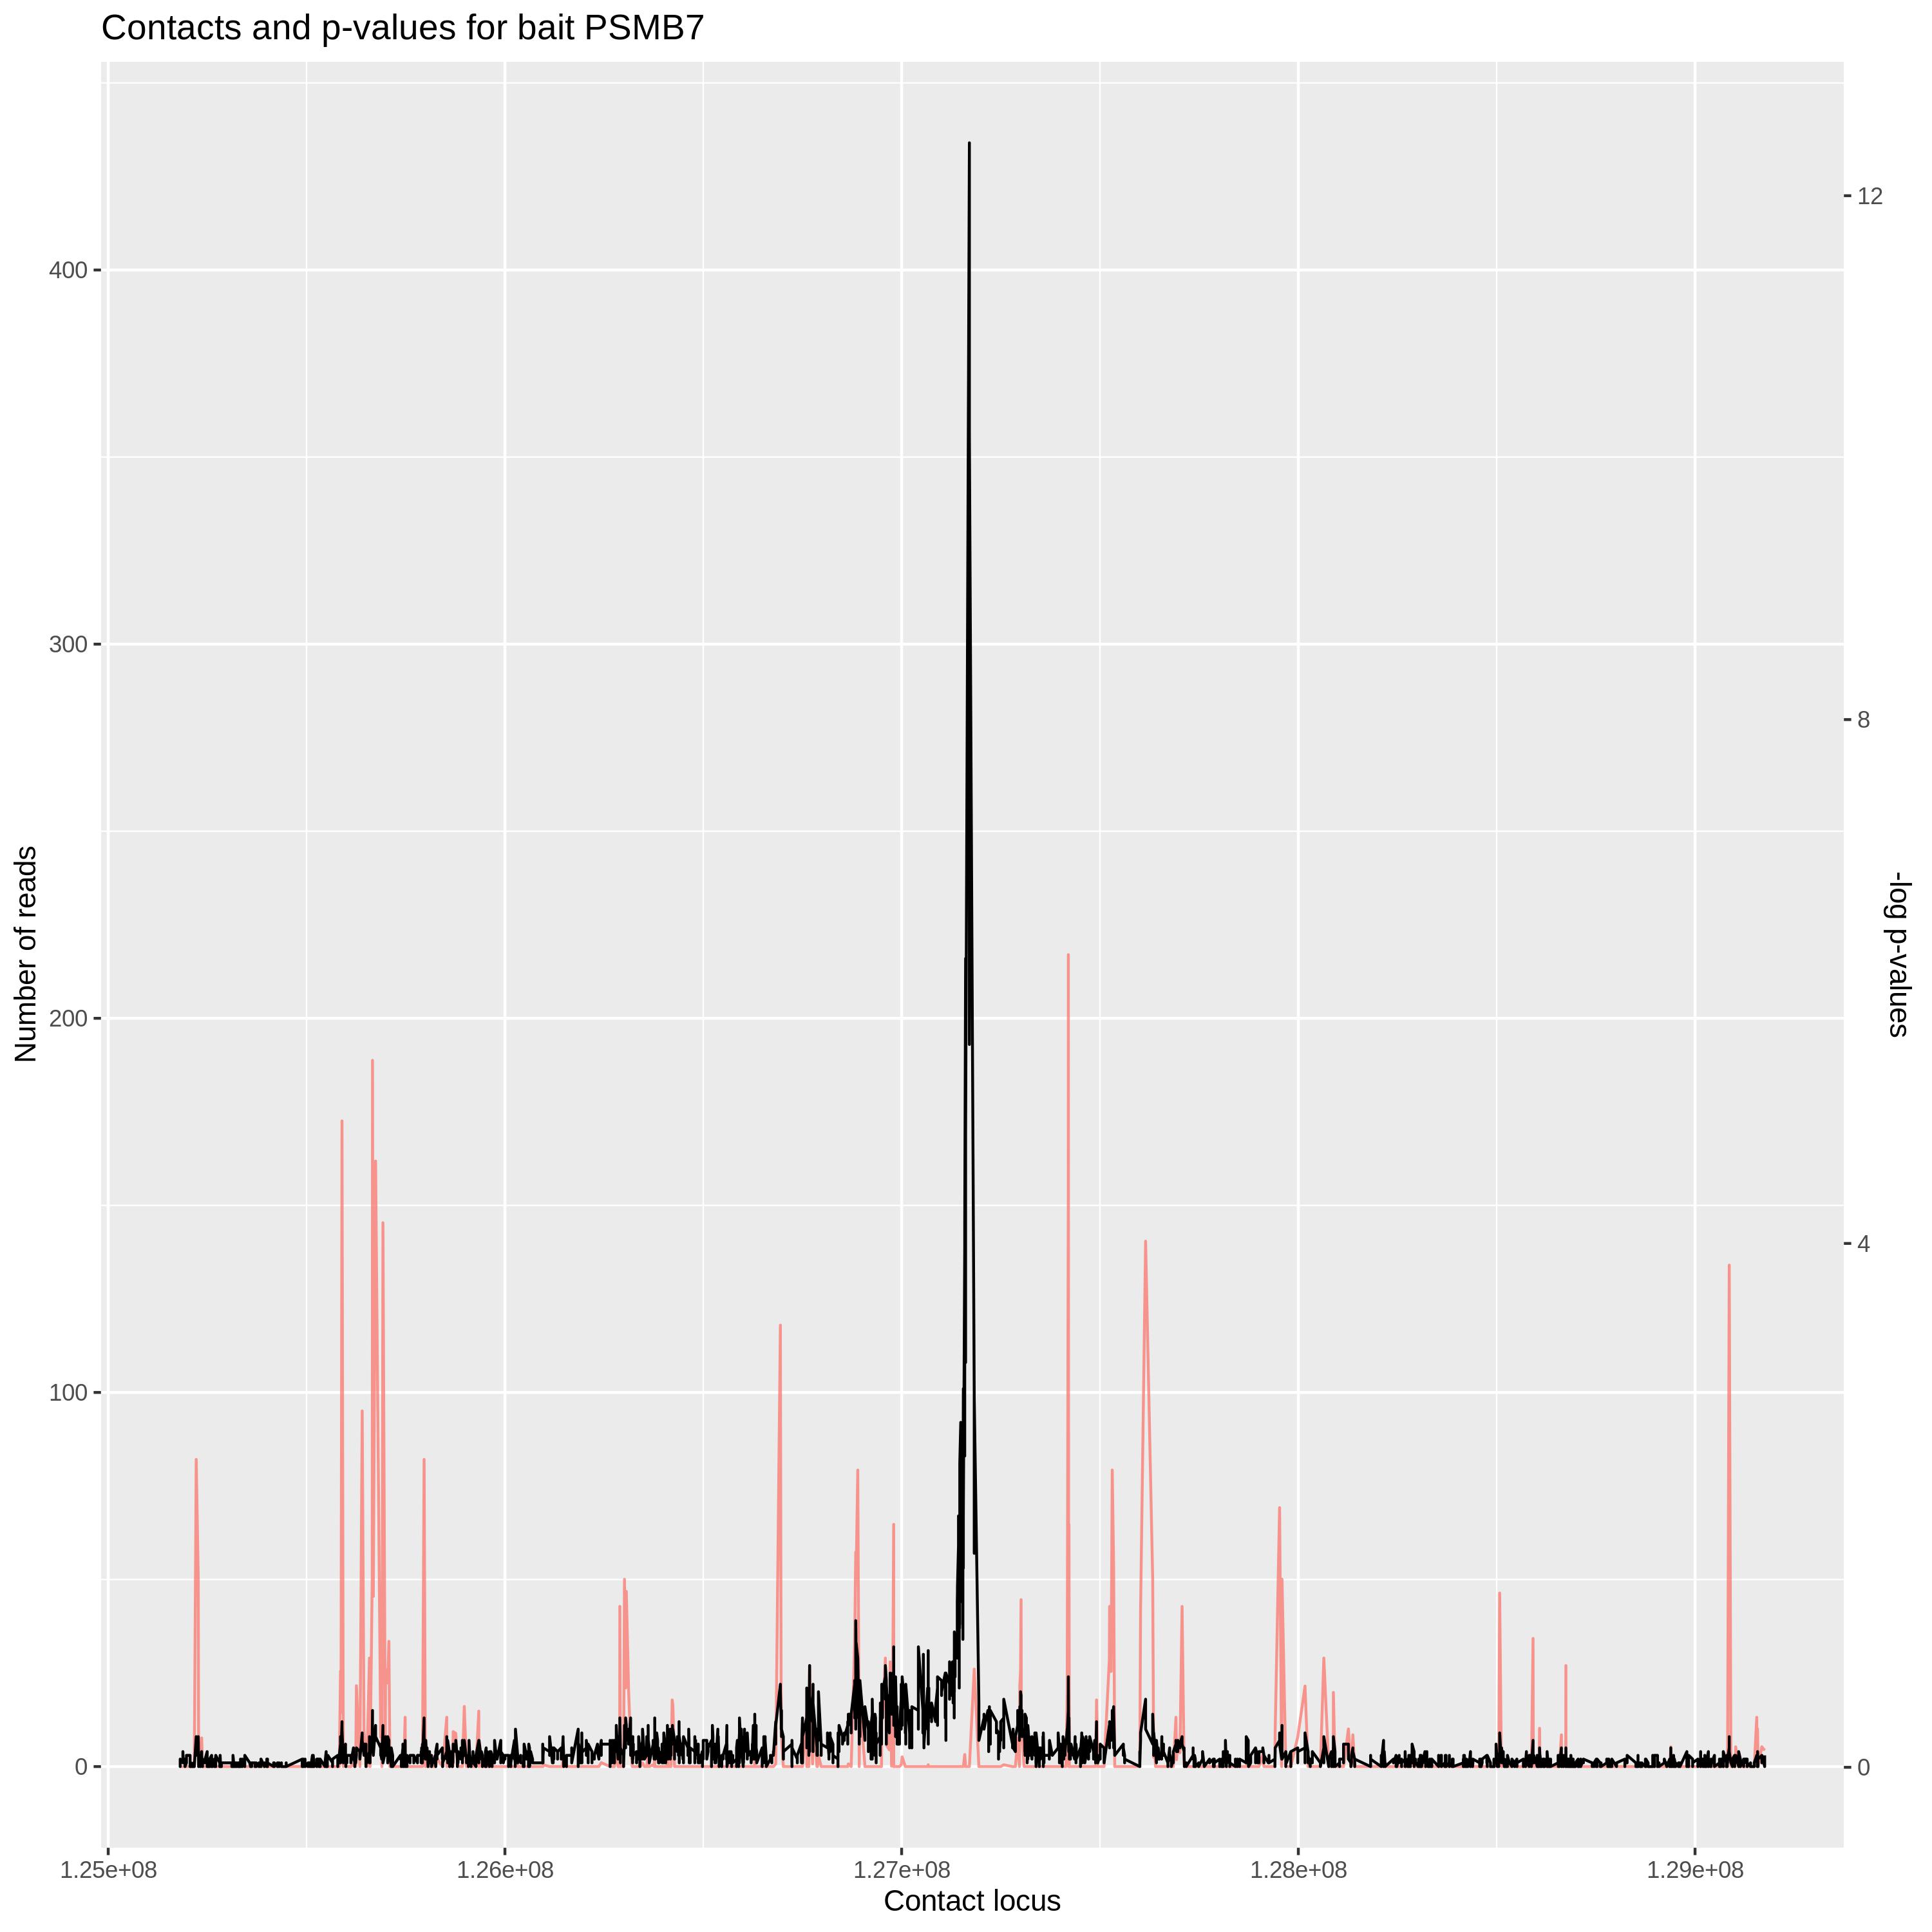 Contacts and p-values for bait PSMB7
Number of reads
400
300
200
100
0
12
8
4
0
-log p-values
1.25e+08
1.26e+08
1.27e+08
1.28e+08
1.29e+08
Contact locus